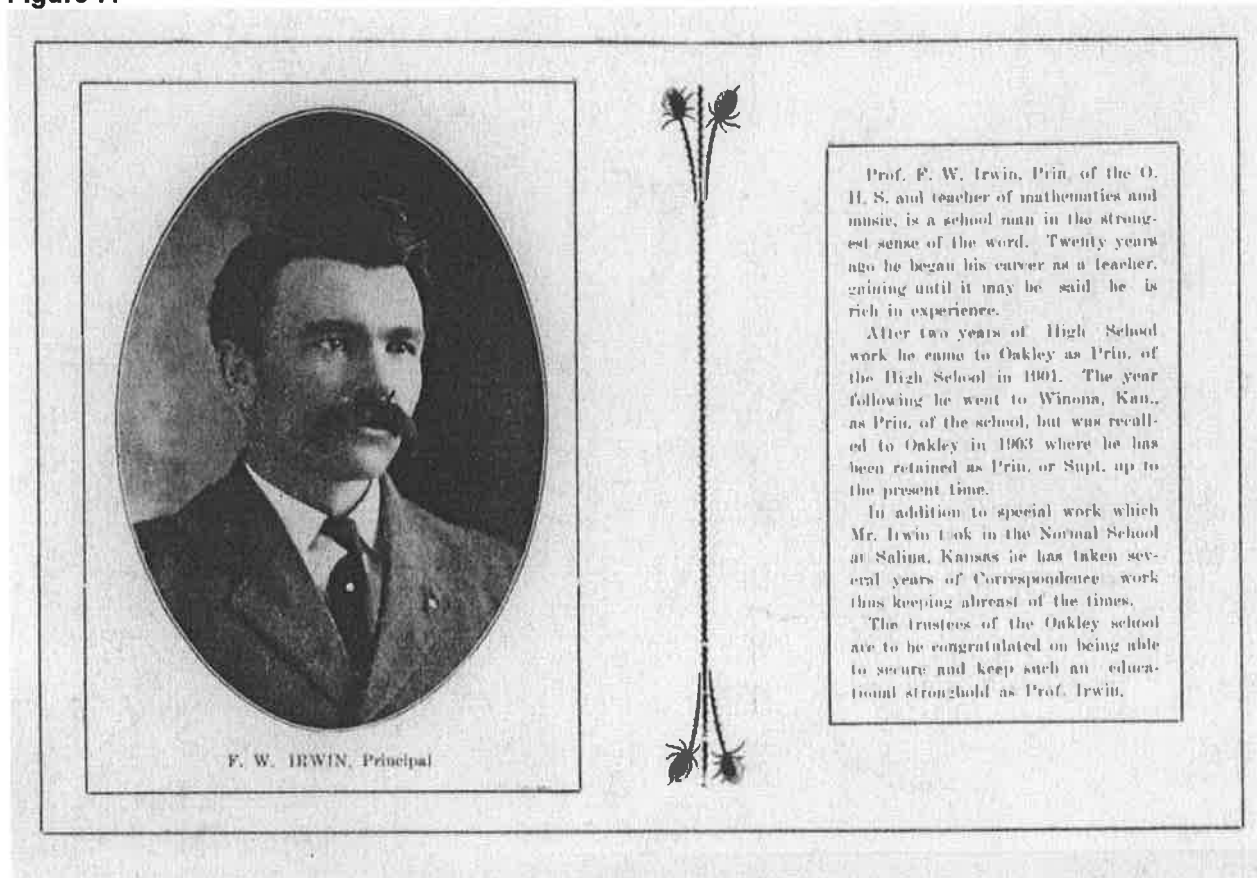 F. W. IRWIN, Principal
Prof. F. W. Irwin, Prin. of the O.
H. S. and teacher of mathematics and
music, is a school man in the strong-
est sense of the word. Twenty years
ago he began his career as a teacher,
gaining until it may be said he is
rich in experience.
After two years of High School
work he came to Oakley as Prin. of
the High School in 1901. The year
following he went to Winona, Kan.,
as Prin. of the school, but was recall-
ed to Oakley in 1903 where he has
been retained as Prin. or Supt. up to
the present time.
In addition to special work which
Mr. Irwin took in the Normal School
at Salina, Kansas he has taken sev-
eral years of Correspondence work
thus keeping abreast of the times.
The trustees of the Oakley school
are to be congratulated on being able
to secure and keep such an educa-
tional stronghold as Prof. Irwin.